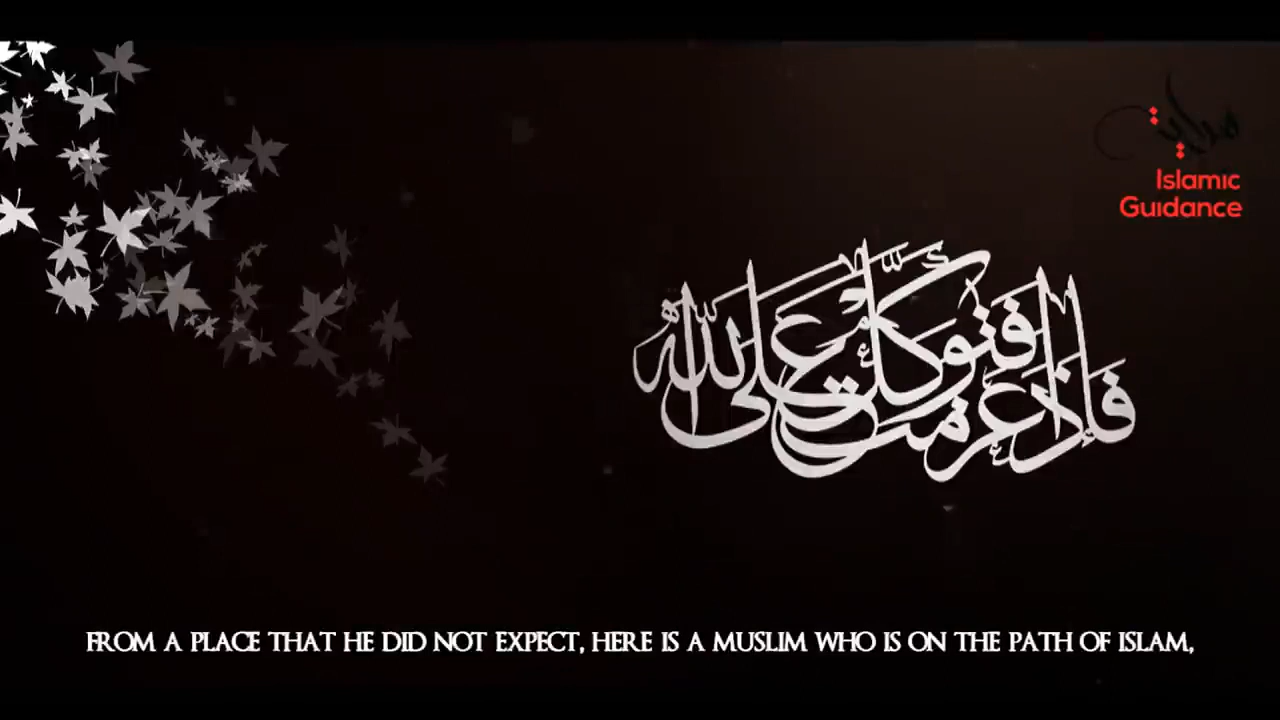 هداية
Islamic
Guidance
فإذا عزمت فتوكل على الله
FROM A PLACE THAT HE DID NOT EXPECT, HERE IS A MUSLIM WHO IS ON THE PATH OF ISLAM,